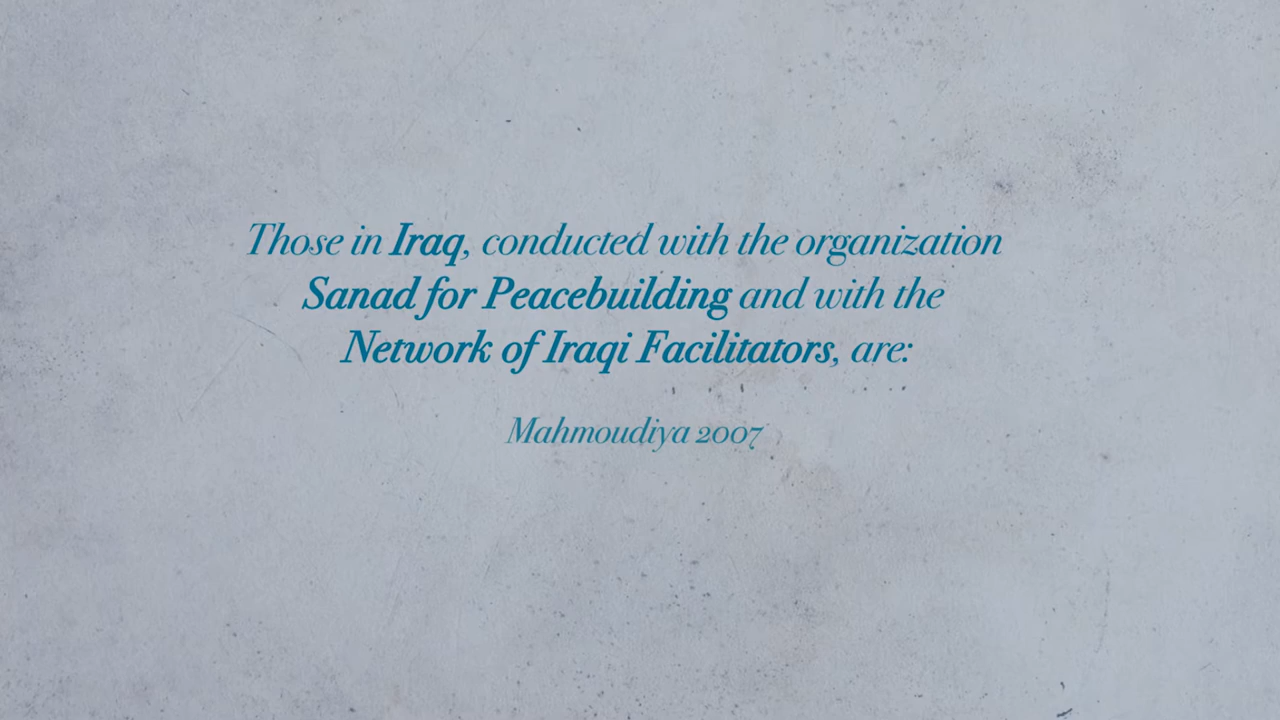 Those in Iraq, conducted with the organization
Sanad for Peacebuilding and with the
Network of Iraqi Facilitators, are:
Mahmoudiya 2007